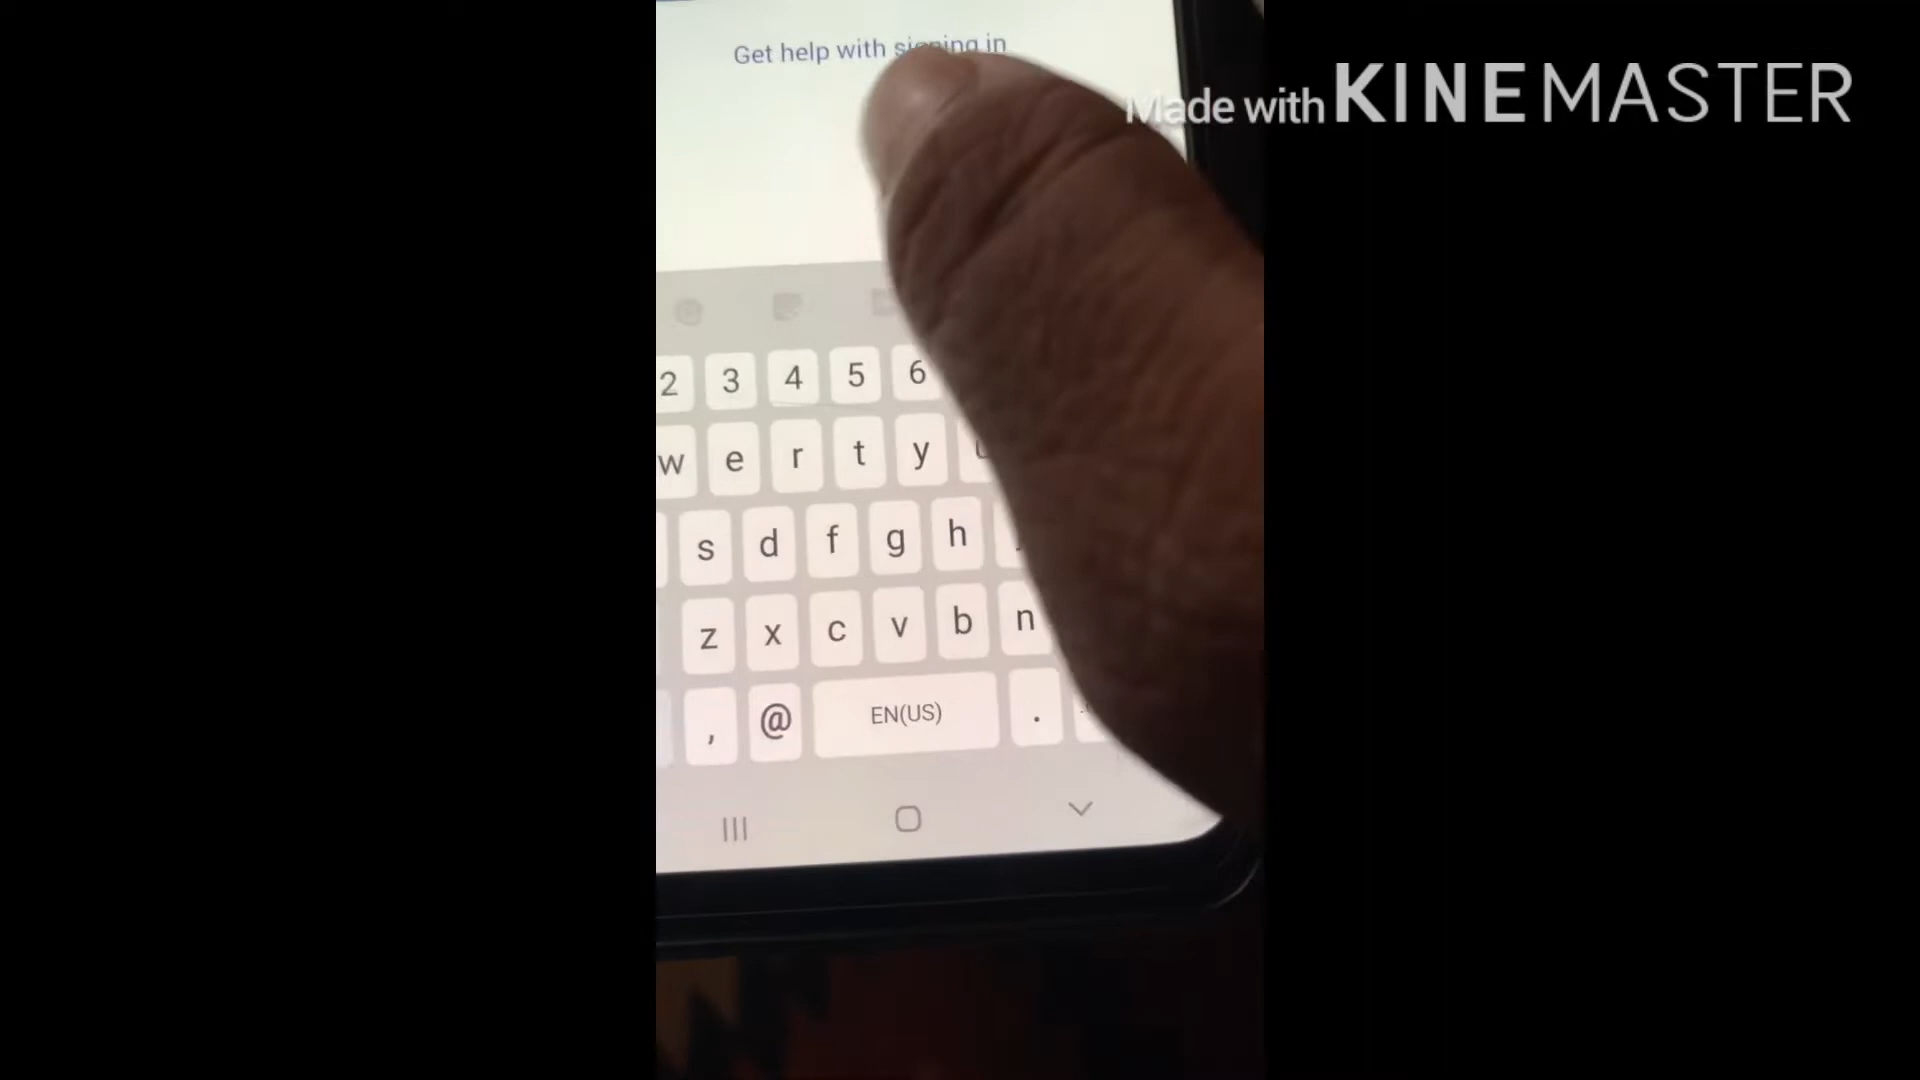 Get help with signing in
Made with KINEMASTER
2 3 4 5 6
w e r t y
s d f g h
z x c v b n
, @ EN(US) .